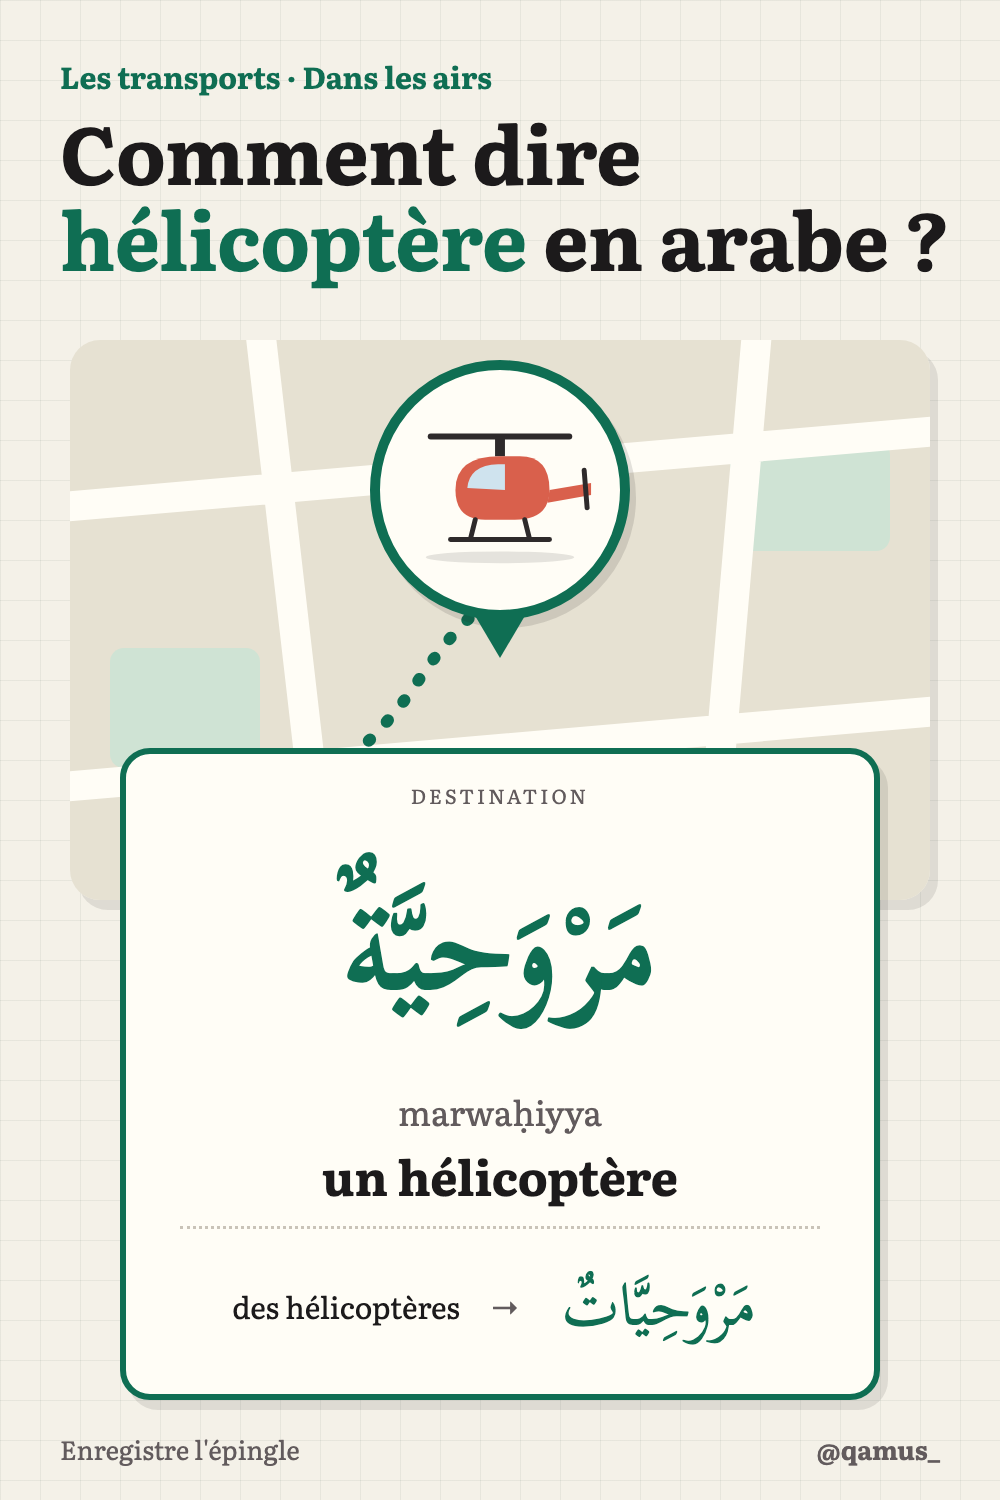 Les transports · Dans les airs
Comment dire
hélicoptère en arabe ?
DESTINATION
مَرْوَحِيَّةٌ
marwaḥiyya
un hélicoptère
des hélicoptères → مَرْوَحِيَّاتٌ
Enregistre l'épingle
@qamus_